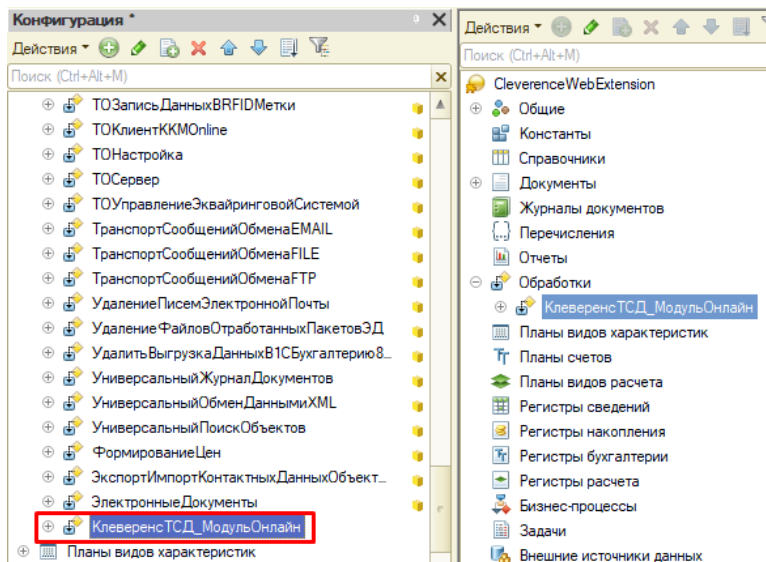 Конфигурация *
Действия
Поиск (Ctrl+Alt+M)
ТОЗаписьДанныхВRFIDМетки
ТОКлиентККМOnline
ТОНастройка
ТОСервер
ТОУправлениеЭквайринговойСистемой
ТранспортСообщенийОбменаEMAIL
ТранспортСообщенийОбменаFILE
ТранспортСообщенийОбменаFTP
УдалениеПисемЭлектроннойПочты
УдалениеФайловОтработанныхПакетовЭД
УдалитьВыгрузкаДанныхВ1СБухгалтерию8...
УниверсальныйЖурналДокументов
УниверсальныйОбменДаннымиXML
УниверсальныйПоискОбъектов
ФормированиеЦен
ЭкспортИмпортКонтактныхДанныхОбъект...
ЭлектронныеДокументы
КлеверенсТСД_МодульОнлайн
Планы видов характеристик
Действия
Поиск (Ctrl+Alt+M)
CleverenceWebExtension
Общие
Константы
Справочники
Документы
Журналы документов
Перечисления
Отчеты
Обработки
КлеверенсТСД_МодульОнлайн
Планы видов характеристик
Планы счетов
Планы видов расчета
Регистры сведений
Регистры накопления
Регистры бухгалтерии
Регистры расчета
Бизнес-процессы
Задачи
Внешние источники данных